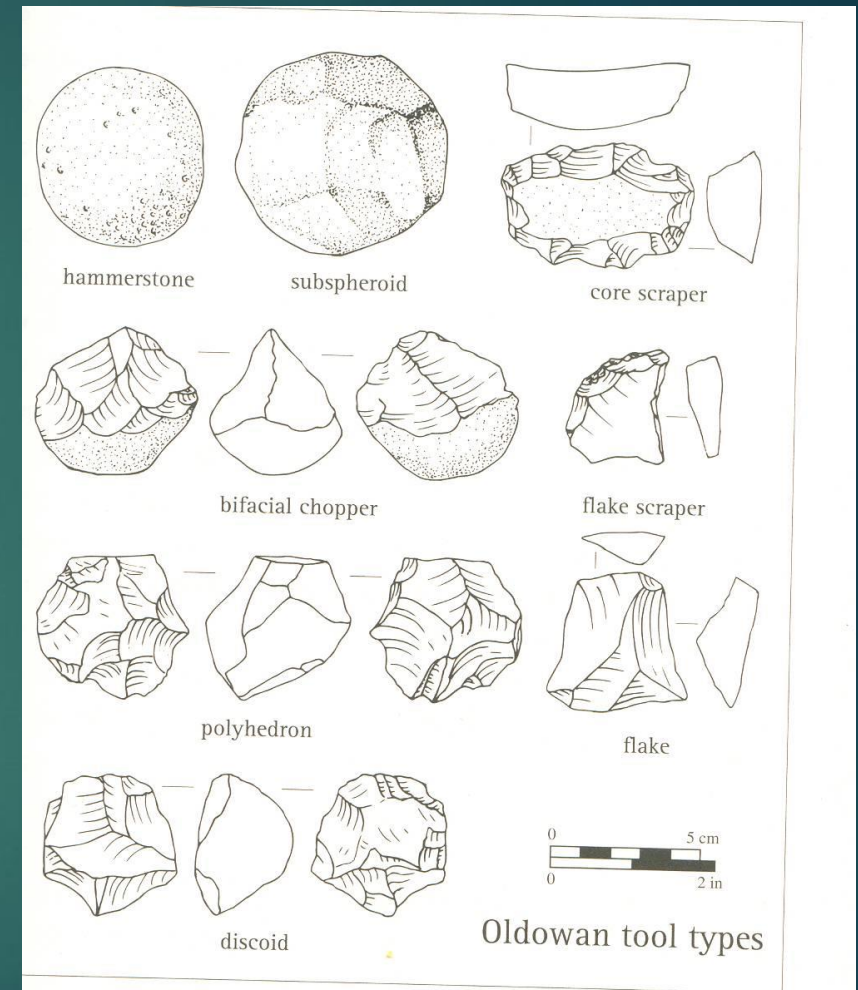 hammerstone
subspheroid
core scraper
bifacial chopper
flake scraper
polyhedron
flake
discoid
0 5 cm
0 2 in
Oldowan tool types